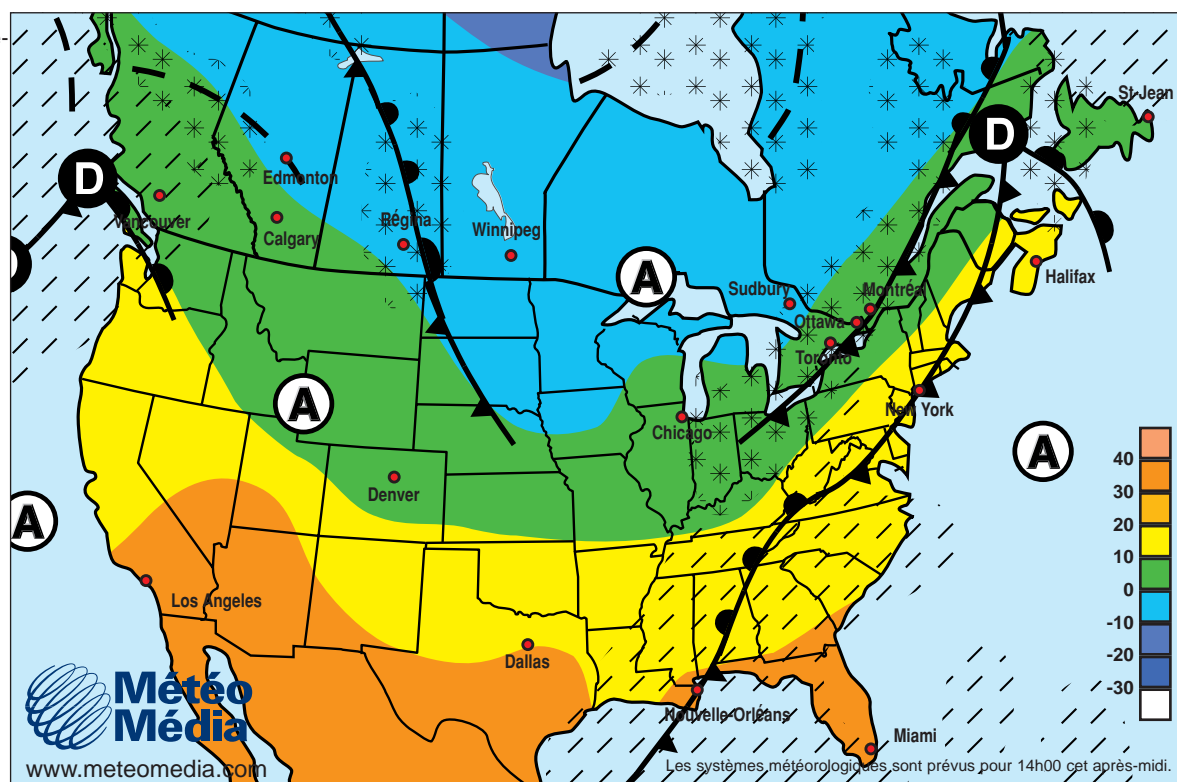 St-Jean
D
Edmonton
D
Vancouver
Calgary
Régina
Winnipeg
A
Sudbury
Montréal
Halifax
Ottawa
Toronto
A
New York
Chicago
A
Denver
A
40
30
20
10
0
-10
-20
-30
Los Angeles
Dallas
Nouvelle-Orléans
Miami
Météo
Média
www.meteomedia.com
Les systèmes météorologiques sont prévus pour 14h00 cet après-midi.